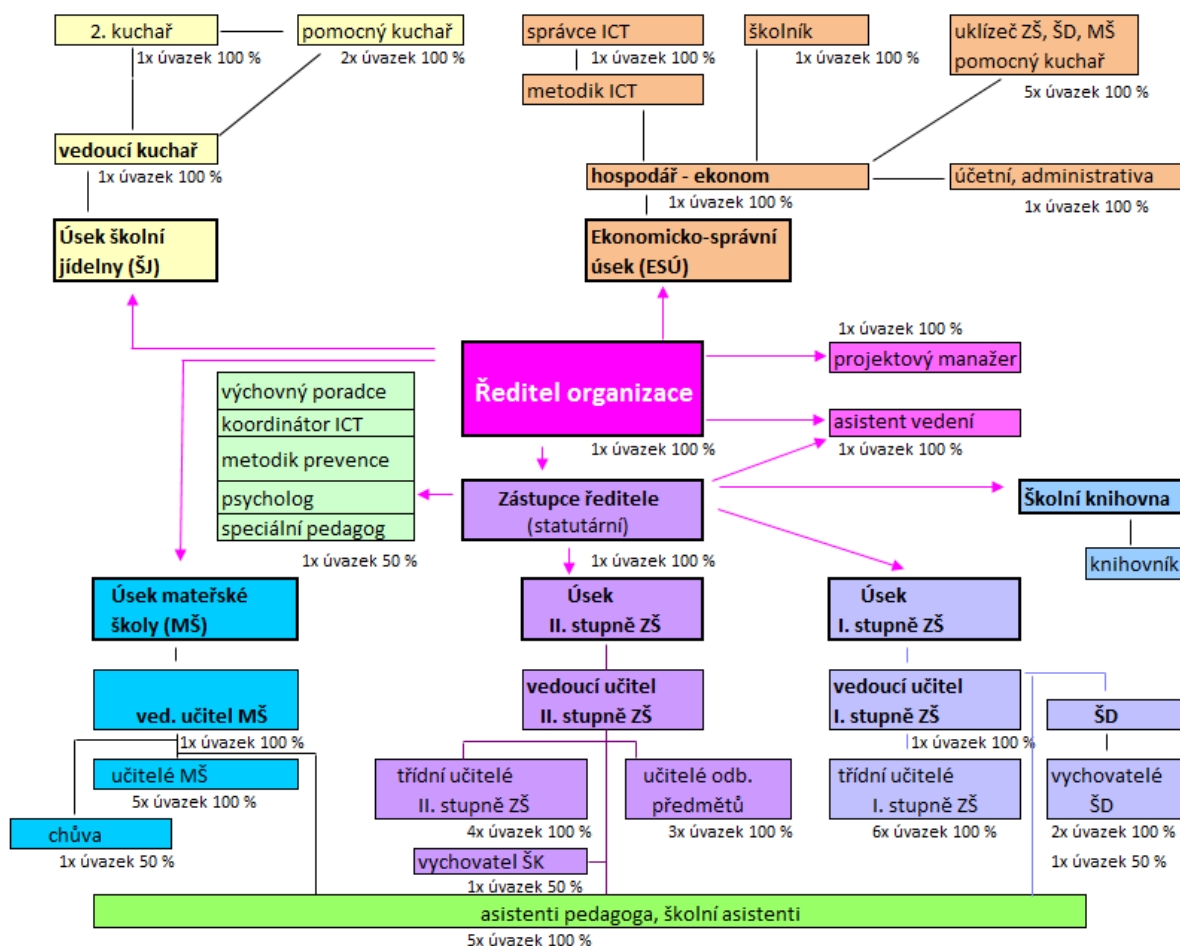 2. kuchař
1x úvazek 100 %
pomocný kuchař
2x úvazek 100 %
vedoucí kuchař
1x úvazek 100 %
Úsek školní
jídelny (ŠJ)
správce ICT
1x úvazek 100 %
metodik ICT
školník
1x úvazek 100 %
uklízeč ZŠ, ŠD, MŠ
pomocný kuchař
5x úvazek 100 %
hospodář - ekonom
1x úvazek 100 %
účetní, administrativa
1x úvazek 100 %
Ekonomicko-správní
úsek (ESÚ)
Ředitel organizace
1x úvazek 100 %
1x úvazek 100 %
projektový manažer
asistent vedení
1x úvazek 100 %
výchovný poradce
koordinátor ICT
metodik prevence
psycholog
speciální pedagog
1x úvazek 50 %
Zástupce ředitele
(statutární)
1x úvazek 100 %
Školní knihovna
knihovník
Úsek mateřské
školy (MŠ)
ved. učitel MŠ
1x úvazek 100 %
učitelé MŠ
5x úvazek 100 %
chůva
1x úvazek 50 %
Úsek
II. stupně ZŠ
vedoucí učitel
II. stupně ZŠ
třídní učitelé
II. stupně ZŠ
4x úvazek 100 %
učitelé odb.
předmětů
3x úvazek 100 %
vychovatel ŠK
1x úvazek 50 %
Úsek
I. stupně ZŠ
vedoucí učitel
I. stupně ZŠ
1x úvazek 100 %
třídní učitelé
I. stupně ZŠ
6x úvazek 100 %
ŠD
vychovatelé
ŠD
2x úvazek 100 %
1x úvazek 50 %
asistenti pedagoga, školní asistenti
5x úvazek 100 %